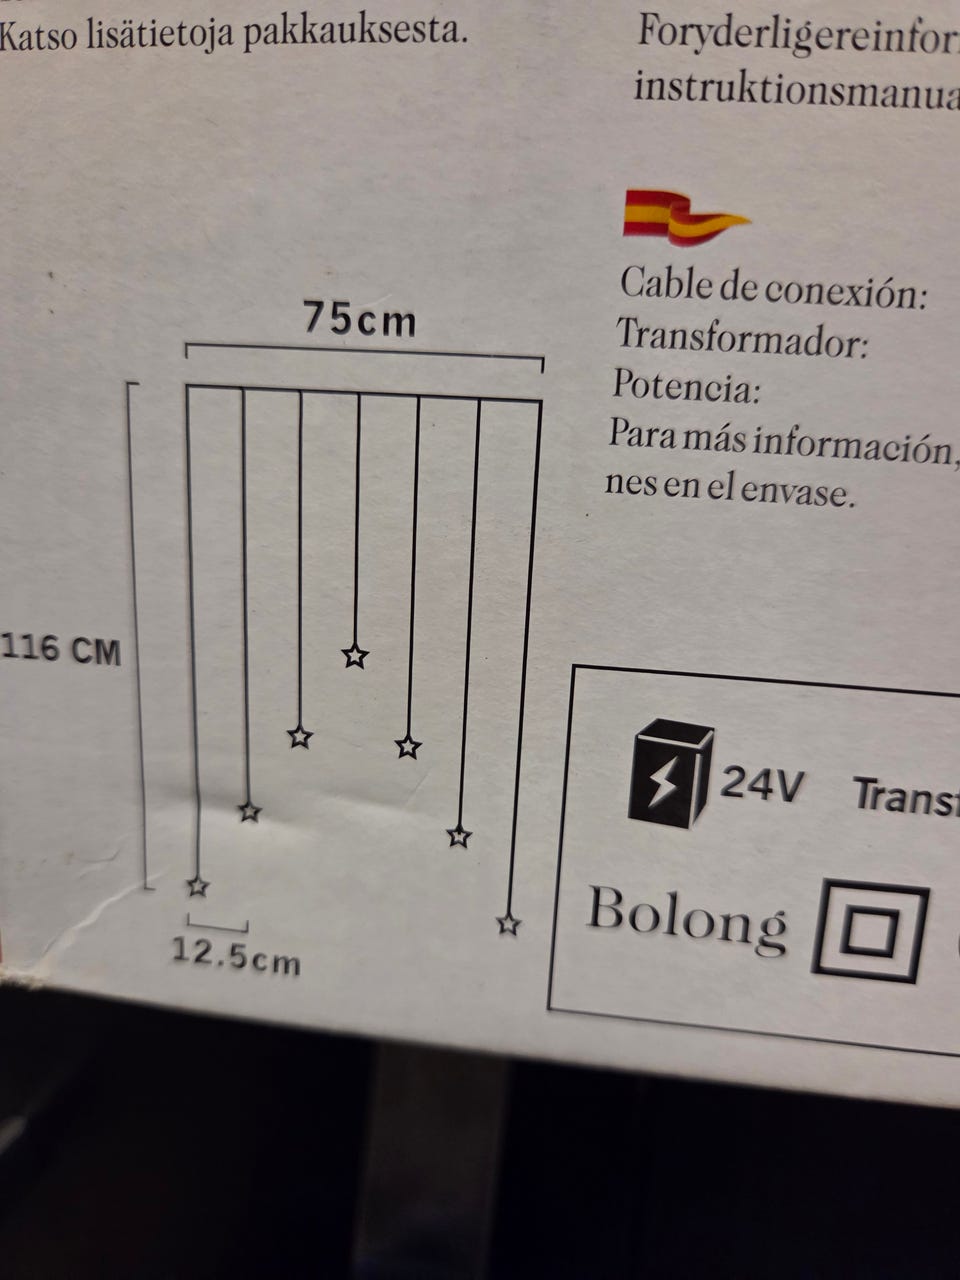 Katso lisätietoja pakkauksesta.
Foryderligereinfor
instruktionsmanua
Cable de conexión:
Transformador:
Potencia:
Para más información,
nes en el envase.
75cm
116 CM
12.5cm
24V Transf
Bolong